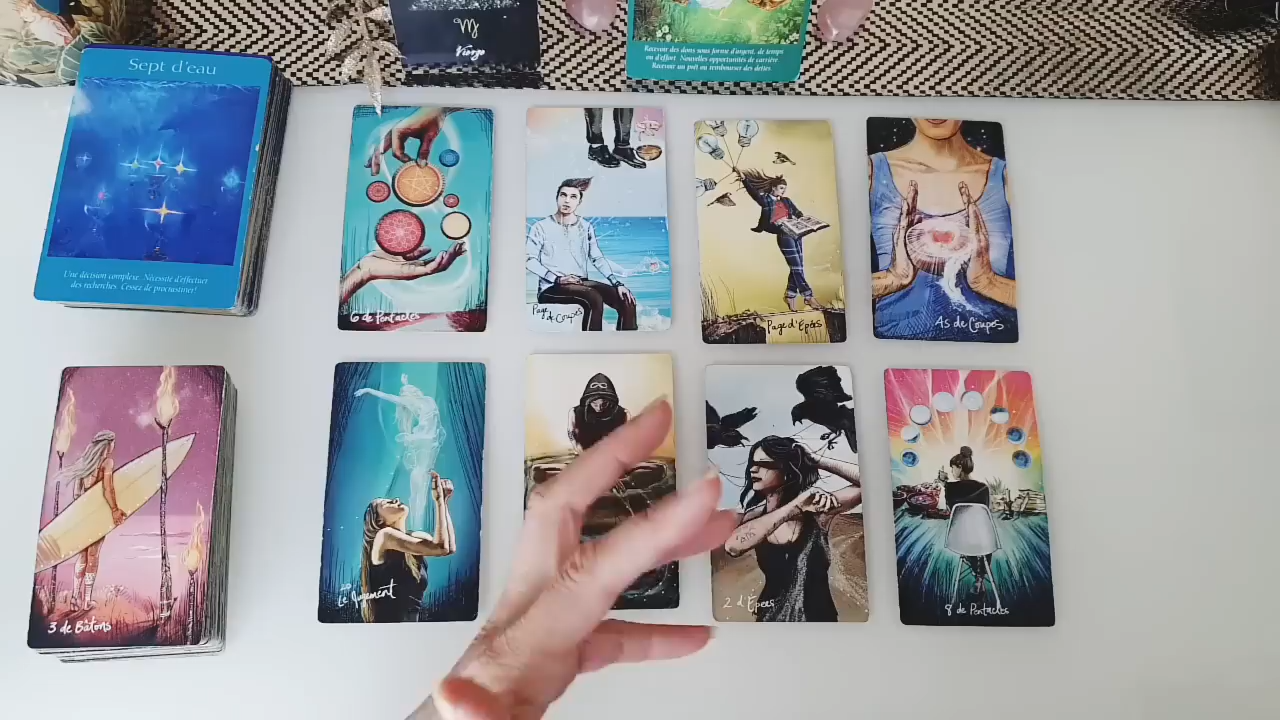 ♍
Virgo
Recevoir des dons sous forme d'argent, de temps
ou d'effort. Nouvelles opportunités de carrière.
Recevoir un prêt ou rembourser des dettes
Sept d'eau
Une décision complexe. Nécessité d'effectuer
des recherches. Cessez de procrastiner!
6 de Pentacles
Page
de Coupes
Page d'Épées
As de Coupes
3 de Bâtons
20
Le Jugement
2 d'Épées
8 de Pentacles